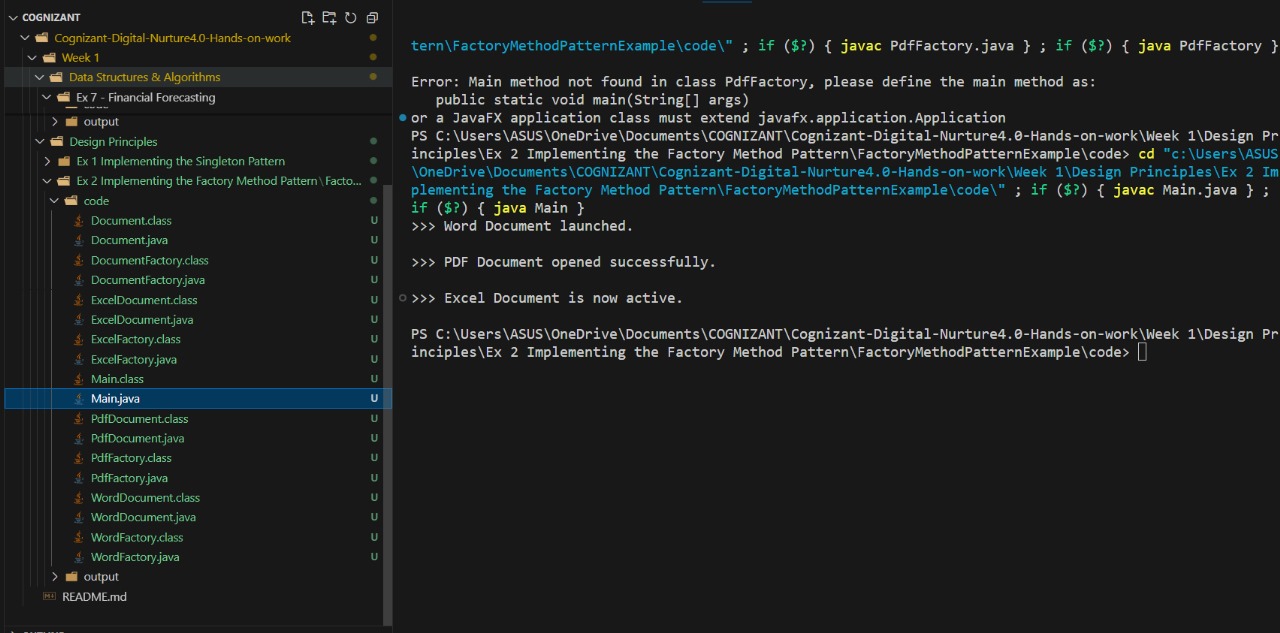 COGNIZANT
Cognizant-Digital-Nurture4.0-Hands-on-work
Week 1
Data Structures & Algorithms
Ex 7 - Financial Forecasting
output
Design Principles
Ex 1 Implementing the Singleton Pattern
Ex 2 Implementing the Factory Method Pattern\Facto...
code
Document.class U
Document.java U
DocumentFactory.class U
DocumentFactory.java U
ExcelDocument.class U
ExcelDocument.java U
ExcelFactory.class U
ExcelFactory.java U
Main.class U
Main.java U
PdfDocument.class U
PdfDocument.java U
PdfFactory.class U
PdfFactory.java U
WordDocument.class U
WordDocument.java U
WordFactory.class U
WordFactory.java U
output
README.md
tern\FactoryMethodPatternExample\code\" ; if ($?) { javac PdfFactory.java } ; if ($?) { java PdfFactory }
Error: Main method not found in class PdfFactory, please define the main method as:
public static void main(String[] args)
or a JavaFX application class must extend javafx.application.Application
PS C:\Users\ASUS\OneDrive\Documents\COGNIZANT\Cognizant-Digital-Nurture4.0-Hands-on-work\Week 1\Design Pr
inciples\Ex 2 Implementing the Factory Method Pattern\FactoryMethodPatternExample\code> cd "c:\Users\ASUS
\OneDrive\Documents\COGNIZANT\Cognizant-Digital-Nurture4.0-Hands-on-work\Week 1\Design Principles\Ex 2 Im
plementing the Factory Method Pattern\FactoryMethodPatternExample\code\" ; if ($?) { javac Main.java } ;
if ($?) { java Main }
>>> Word Document launched.
>>> PDF Document opened successfully.
>>> Excel Document is now active.
PS C:\Users\ASUS\OneDrive\Documents\COGNIZANT\Cognizant-Digital-Nurture4.0-Hands-on-work\Week 1\Design Pr
inciples\Ex 2 Implementing the Factory Method Pattern\FactoryMethodPatternExample\code>